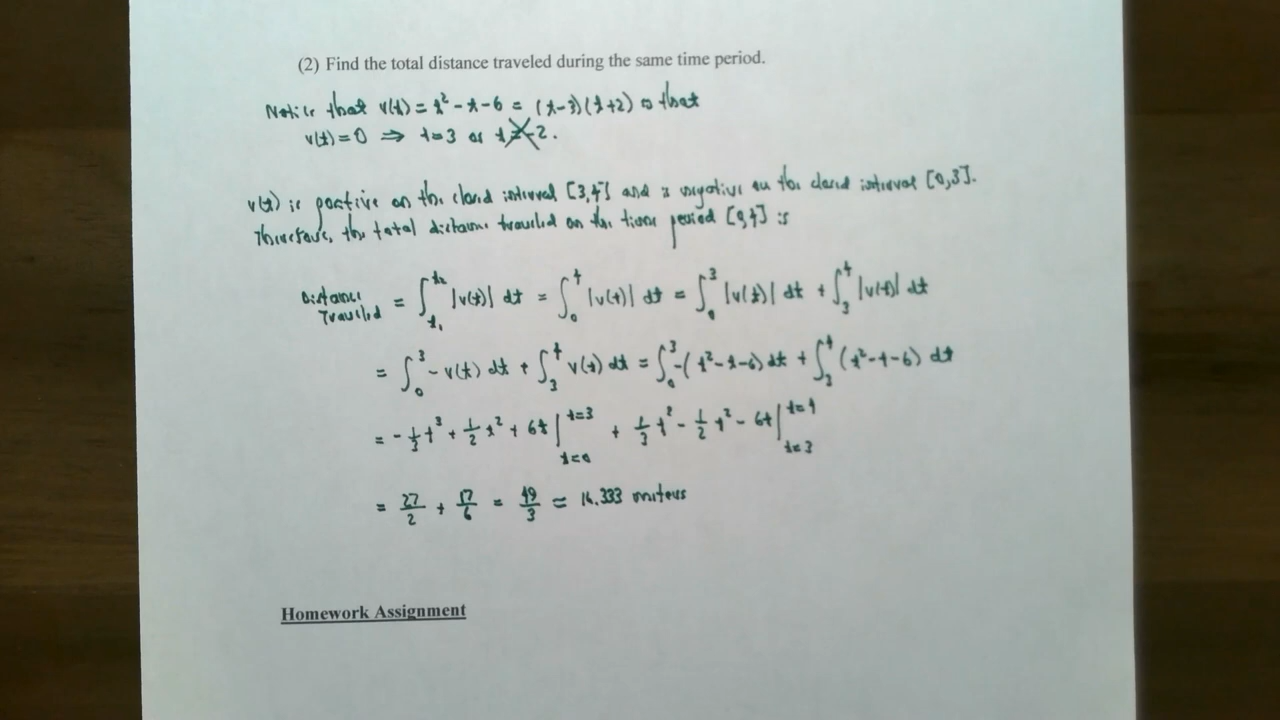 (2) Find the total distance traveled during the same time period.
Notice that v(t) = t² - t - 6 = (t-3)(t+2) so that
v(t) = 0 ⇒ t = 3 or t = -2.
v(t) is positive on the closed interval [3,4] and is negative on the closed interval [0,3].
Therefore, the total distance traveled on the time period [0,4] is
Distance Traveled = ∫_{t₁}^{t₂} |v(t)| dt = ∫_0^4 |v(t)| dt = ∫_0^3 |v(t)| dt + ∫_3^4 |v(t)| dt
= ∫_0^3 -v(t) dt + ∫_3^4 v(t) dt = ∫_0^3 -(t²-t-6) dt + ∫_3^4 (t²-t-6) dt
= -1/3 t³ + 1/2 t² + 6t |_{t=0}^{t=3} + 1/3 t³ - 1/2 t² - 6t |_{t=3}^{t=4}
= 27/2 + 17/6 = 49/3 ≈ 16.333 meters
Homework Assignment